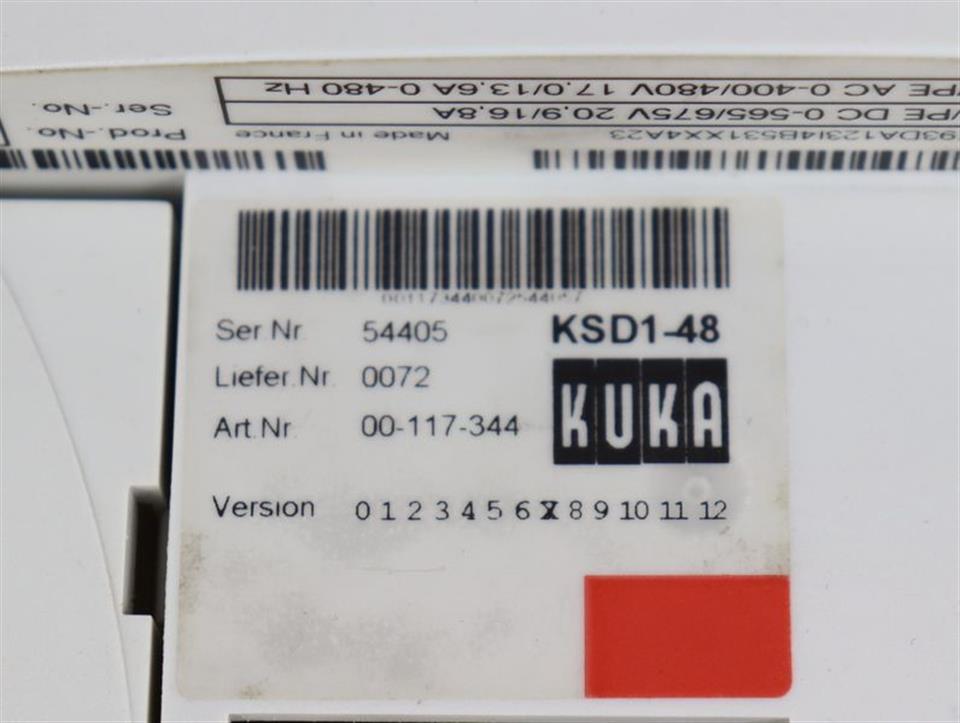 PE AC 0-400/480V 17,0/13,6A 0-480 Hz
PE DC 0-565/675V 20,9/16,8A
Ser.-No.
Prod.-No.
Made in France
93DA123I4B531XX4A23
Ser.Nr. 54405 KSD1-48
Liefer.Nr. 0072
KUKA
Art.Nr. 00-117-344
Version 0 1 2 3 4 5 6 X 8 9 10 11 12